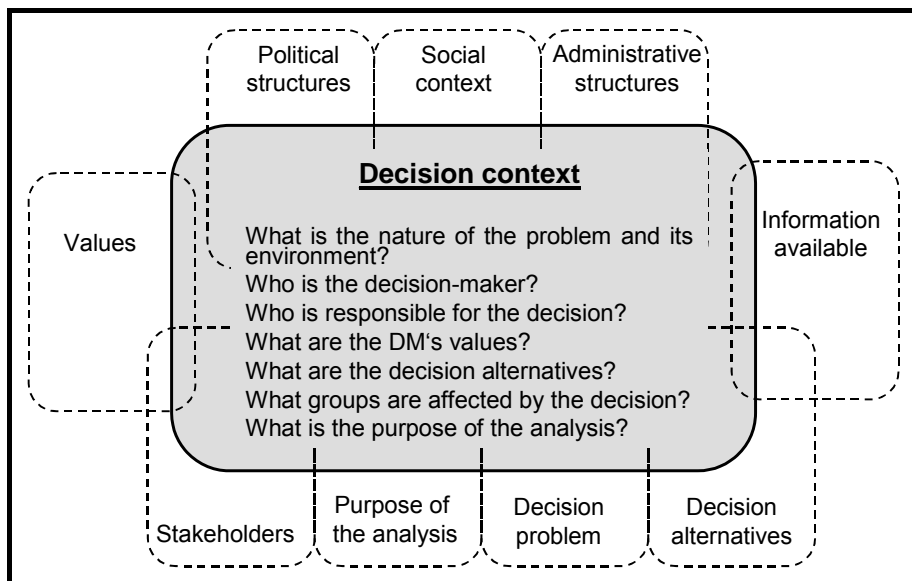 Political
structures
Social
context
Administrative
structures
Decision context
Values
Information
available
What is the nature of the problem and its
environment?
Who is the decision-maker?
Who is responsible for the decision?
What are the DM‘s values?
What are the decision alternatives?
What groups are affected by the decision?
What is the purpose of the analysis?
Stakeholders
Purpose of
the analysis
Decision
problem
Decision
alternatives